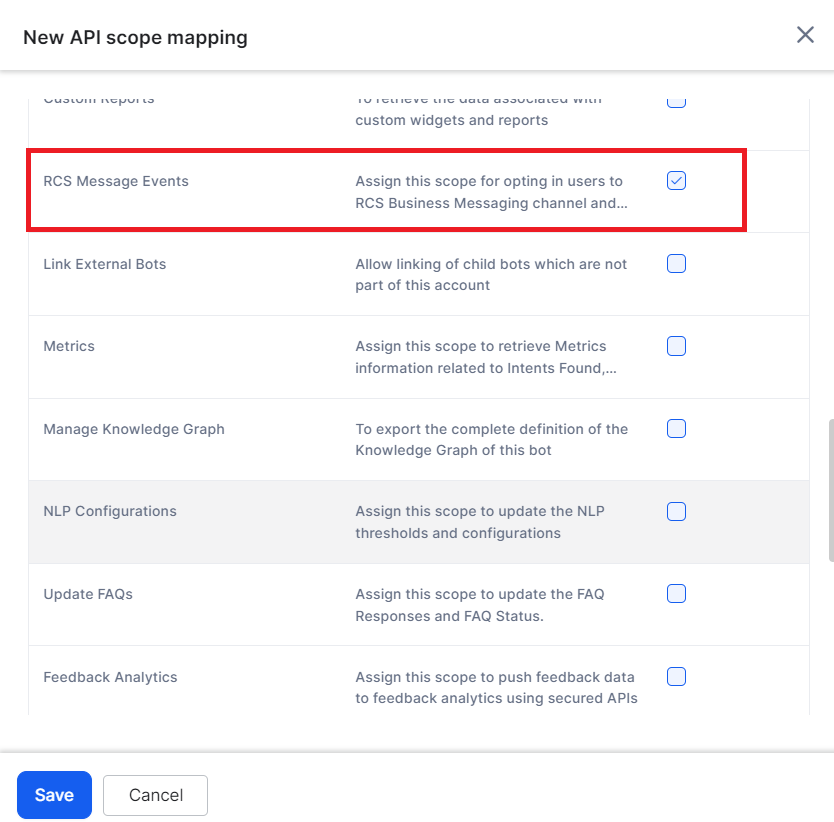 New API scope mapping
Custom Reports
To retrieve the data associated with
custom widgets and reports
RCS Message Events
Assign this scope for opting in users to
RCS Business Messaging channel and...
Link External Bots
Allow linking of child bots which are not
part of this account
Metrics
Assign this scope to retrieve Metrics
information related to Intents Found,...
Manage Knowledge Graph
To export the complete definition of the
Knowledge Graph of this bot
NLP Configurations
Assign this scope to update the NLP
thresholds and configurations
Update FAQs
Assign this scope to update the FAQ
Responses and FAQ Status.
Feedback Analytics
Assign this scope to push feedback data
to feedback analytics using secured APIs
Save
Cancel